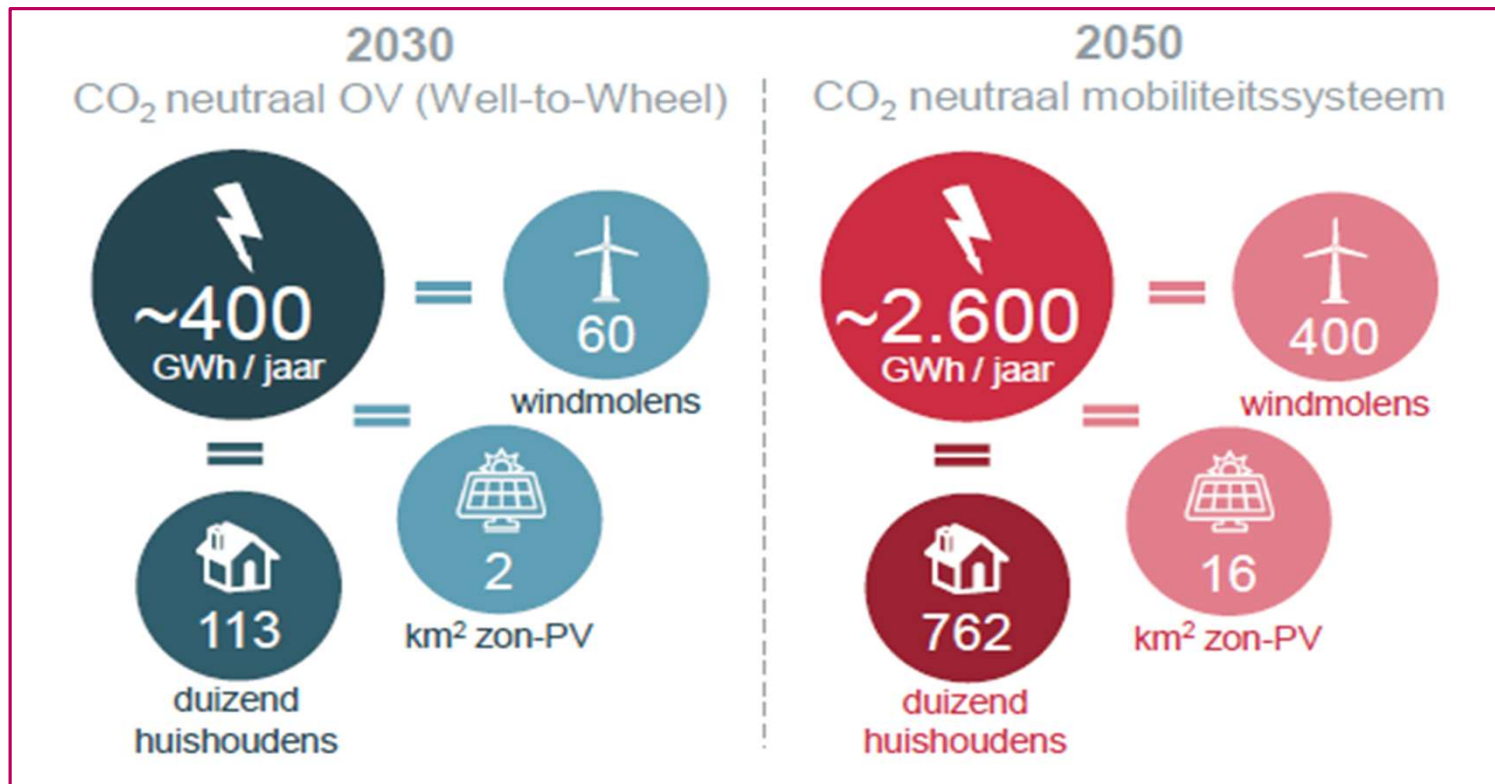 2030
CO₂ neutraal OV (Well-to-Wheel)
~400
GWh / jaar
60
windmolens
2
km² zon-PV
113
duizend
huishoudens
2050
CO₂ neutraal mobiliteitssysteem
~2.600
GWh / jaar
400
windmolens
16
km² zon-PV
762
duizend
huishoudens